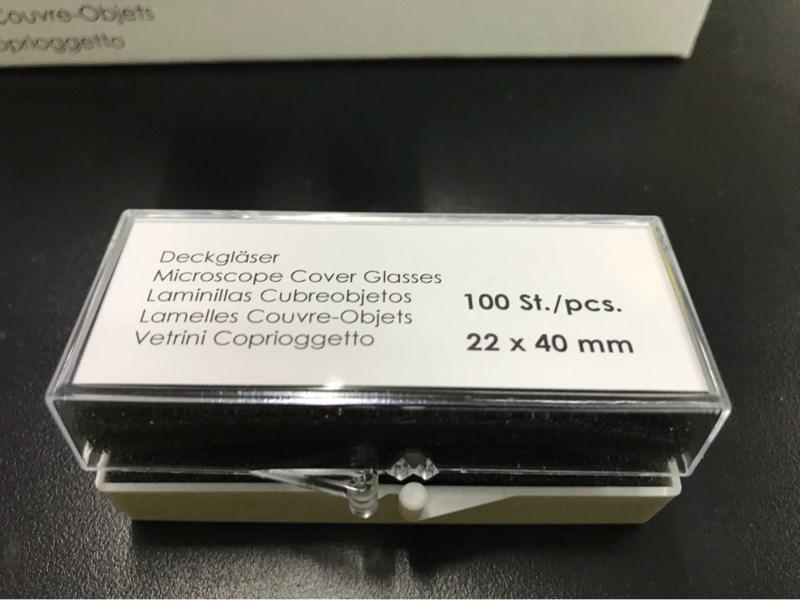 Couvre-Objets
oprioggetto
Deckgläser
Microscope Cover Glasses
Laminillas Cubreobjetos
Lamelles Couvre-Objets
Vetrini Coprioggetto
100 St./pcs.
22 x 40 mm